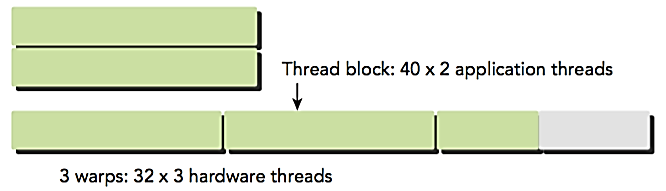 Thread block: 40 x 2 application threads
3 warps: 32 x 3 hardware threads